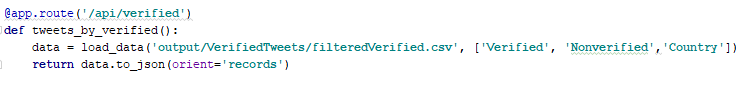 @app.route('/api/verified')
def tweets_by_verified():
    data = load_data('output/VerifiedTweets/filteredVerified.csv', ['Verified', 'Nonverified','Country'])
    return data.to_json(orient='records')